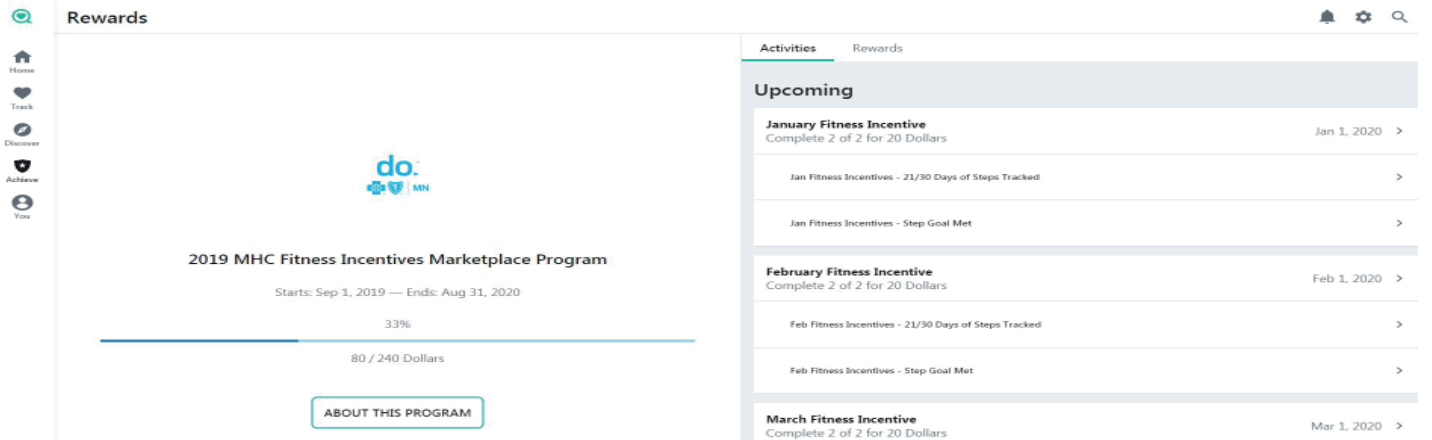 Rewards
Home
Track
Discover
Achieve
You
do.
MN
2019 MHC Fitness Incentives Marketplace Program
Starts: Sep 1, 2019 — Ends: Aug 31, 2020
33%
80 / 240 Dollars
ABOUT THIS PROGRAM
Activities Rewards
Upcoming
January Fitness Incentive
Complete 2 of 2 for 20 Dollars
Jan 1, 2020
Jan Fitness Incentives - 21/30 Days of Steps Tracked
Jan Fitness Incentives - Step Goal Met
February Fitness Incentive
Complete 2 of 2 for 20 Dollars
Feb 1, 2020
Feb Fitness Incentives - 21/30 Days of Steps Tracked
Feb Fitness Incentives - Step Goal Met
March Fitness Incentive
Complete 2 of 2 for 20 Dollars
Mar 1, 2020